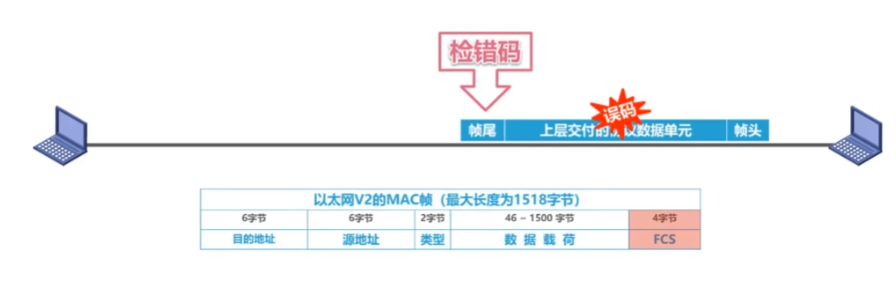 检错码
误码
帧尾 上层交付的协议数据单元 帧头
以太网V2的MAC帧（最大长度为1518字节）
6字节 6字节 2字节 46 ~ 1500 字节 4字节
目的地址 源地址 类型 数 据 载 荷 FCS